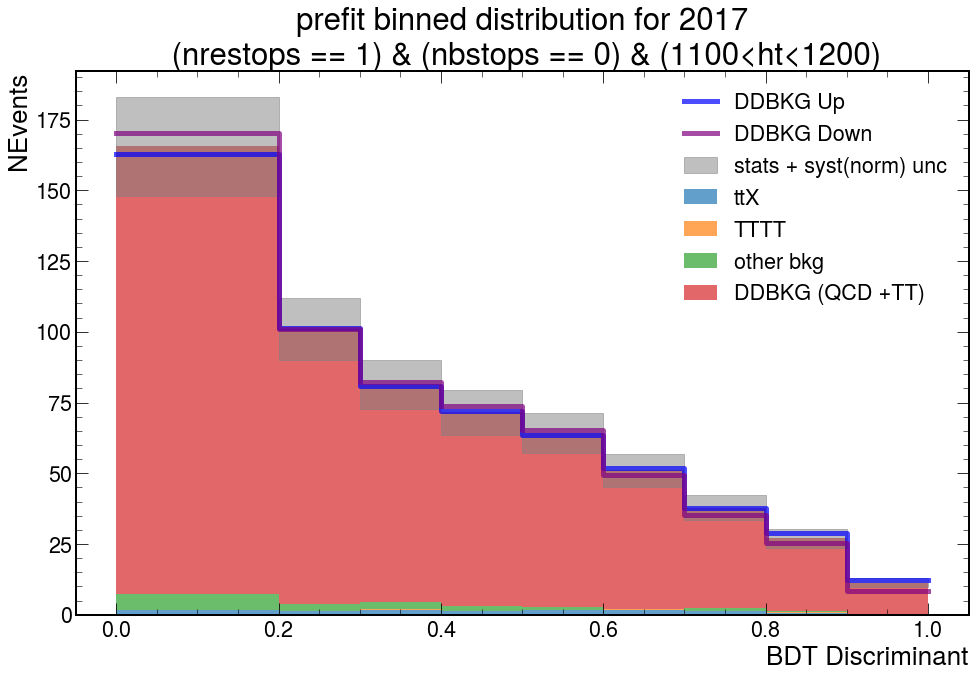 prefit binned distribution for 2017
(nrestops == 1) & (nbstops == 0) & (1100<ht<1200)
NEvents
175
150
125
100
75
50
25
0
DDBKG Up
DDBKG Down
stats + syst(norm) unc
ttX
TTTT
other bkg
DDBKG (QCD +TT)
0.0 0.2 0.4 0.6 0.8 1.0
BDT Discriminant